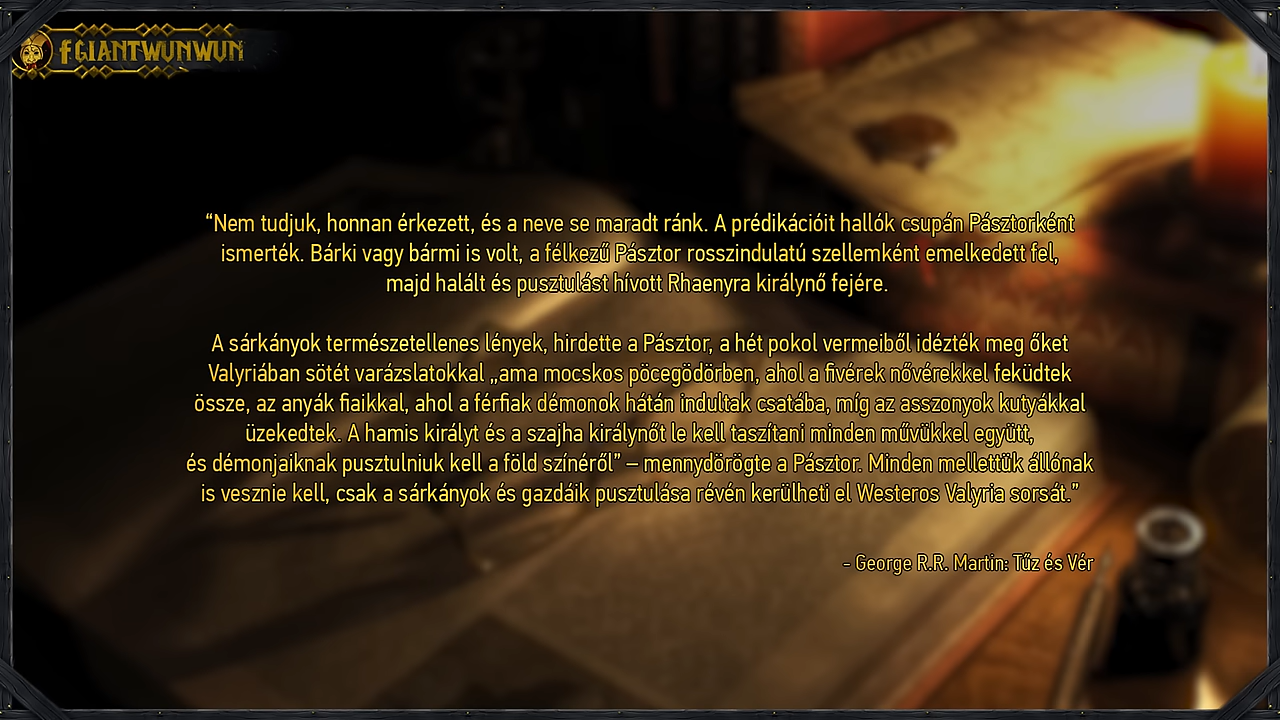 fGIANTWUNWUN
“Nem tudjuk, honnan érkezett, és a neve se maradt ránk. A prédikációit hallók csupán Pásztorként
ismerték. Bárki vagy bármi is volt, a félkezű Pásztor rosszindulatú szellemként emelkedett fel,
majd halált és pusztulást hívott Rhaenyra királynő fejére.
A sárkányok természetellenes lények, hirdette a Pásztor, a hét pokol vermeiből idézték meg őket
Valyriában sötét varázslatokkal „ama mocskos pöcegödörben, ahol a fivérek nővérekkel feküdtek
össze, az anyák fiaikkal, ahol a férfiak démonok hátán indultak csatába, míg az asszonyok kutyákkal
üzekedtek. A hamis királyt és a szajha királynőt le kell taszítani minden művükkel együtt,
és démonjaiknak pusztulniuk kell a föld színéről” – mennydörögte a Pásztor. Minden mellettük állónak
is vesznie kell, csak a sárkányok és gazdáik pusztulása révén kerülheti el Westeros Valyria sorsát.”
- George R.R. Martin: Tűz és Vér